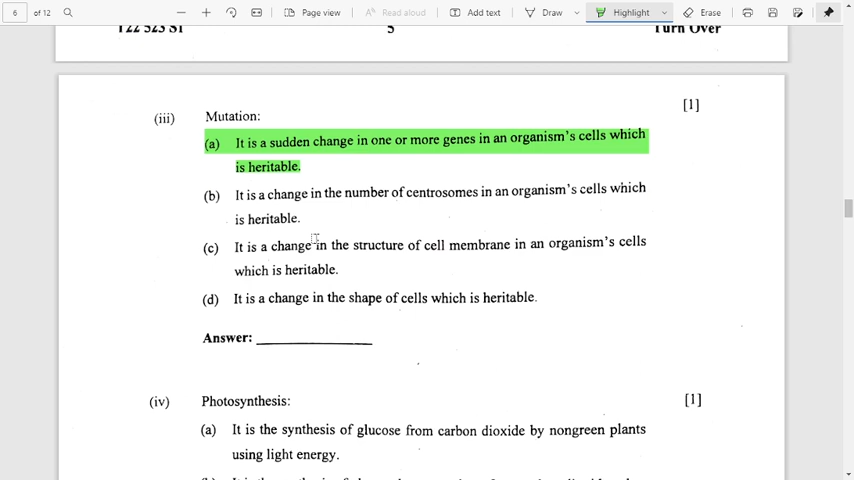 6 of 12 Page view Read aloud Add text Draw Highlight Erase
T22 523 S1 5 Turn Over
(iii) Mutation: [1]
(a) It is a sudden change in one or more genes in an organism's cells which
is heritable.
(b) It is a change in the number of centrosomes in an organism's cells which
is heritable.
(c) It is a change in the structure of cell membrane in an organism's cells
which is heritable.
(d) It is a change in the shape of cells which is heritable.
Answer:
(iv) Photosynthesis: [1]
(a) It is the synthesis of glucose from carbon dioxide by nongreen plants
using light energy.